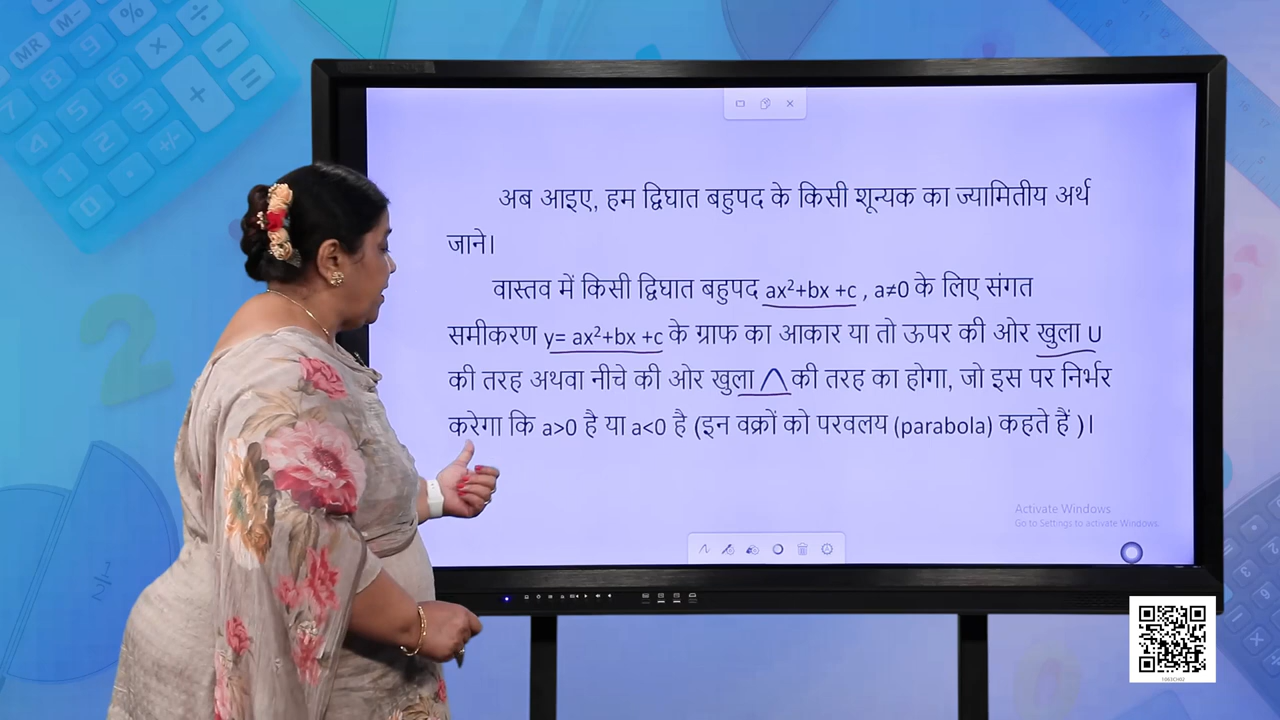 अब आइए, हम द्विघात बहुपद के किसी शून्यक का ज्यामितीय अर्थ
जाने।
वास्तव में किसी द्विघात बहुपद ax²+bx +c , a≠0 के लिए संगत
समीकरण y= ax²+bx +c के ग्राफ का आकार या तो ऊपर की ओर खुला U
की तरह अथवा नीचे की ओर खुला ⋀ की तरह का होगा, जो इस पर निर्भर
करेगा कि a>0 है या a<0 है (इन वक्रों को परवलय (parabola) कहते हैं )।
Activate Windows
Go to Settings to activate Windows.
1063CH02